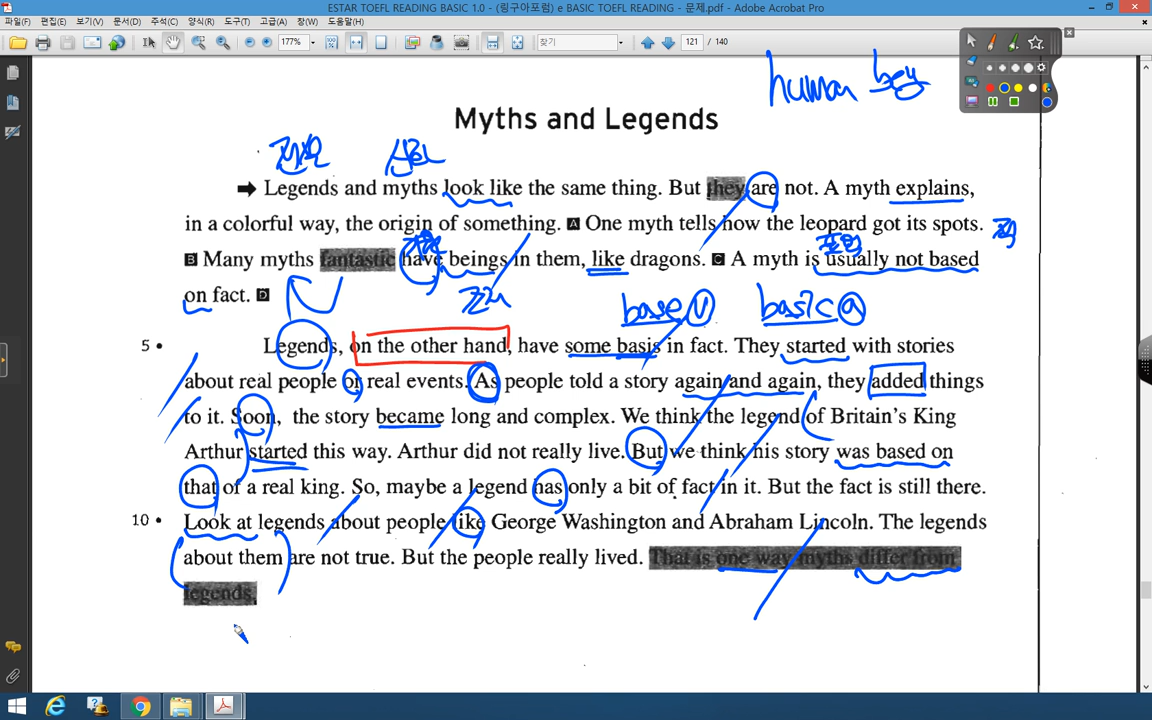 ESTAR TOEFL READING BASIC 1.0 - (링구아포럼) e BASIC TOEFL READING - 문제.pdf - Adobe Acrobat Pro
파일(F) 편집(E) 보기(V) 문서(D) 주석(C) 양식(R) 도구(T) 고급(A) 창(W) 도움말(H)
177% 찾기 121 / 140
human
Myths and Legends
Legends and myths look like the same thing. But they are not. A myth explains,
in a colorful way, the origin of something. A One myth tells how the leopard got its spots.
B Many myths fantastic have beings in them, like dragons. C A myth is usually not based
on fact. D
base v basic a
5 • Legends, on the other hand, have some basis in fact. They started with stories
about real people or real events. As people told a story again and again, they added things
to it. Soon, the story became long and complex. We think the legend of Britain's King
Arthur started this way. Arthur did not really live. But we think his story was based on
that of a real king. So, maybe a legend has only a bit of fact in it. But the fact is still there.
10 • Look at legends about people like George Washington and Abraham Lincoln. The legends
about them are not true. But the people really lived. That is one way myths differ from
legends.